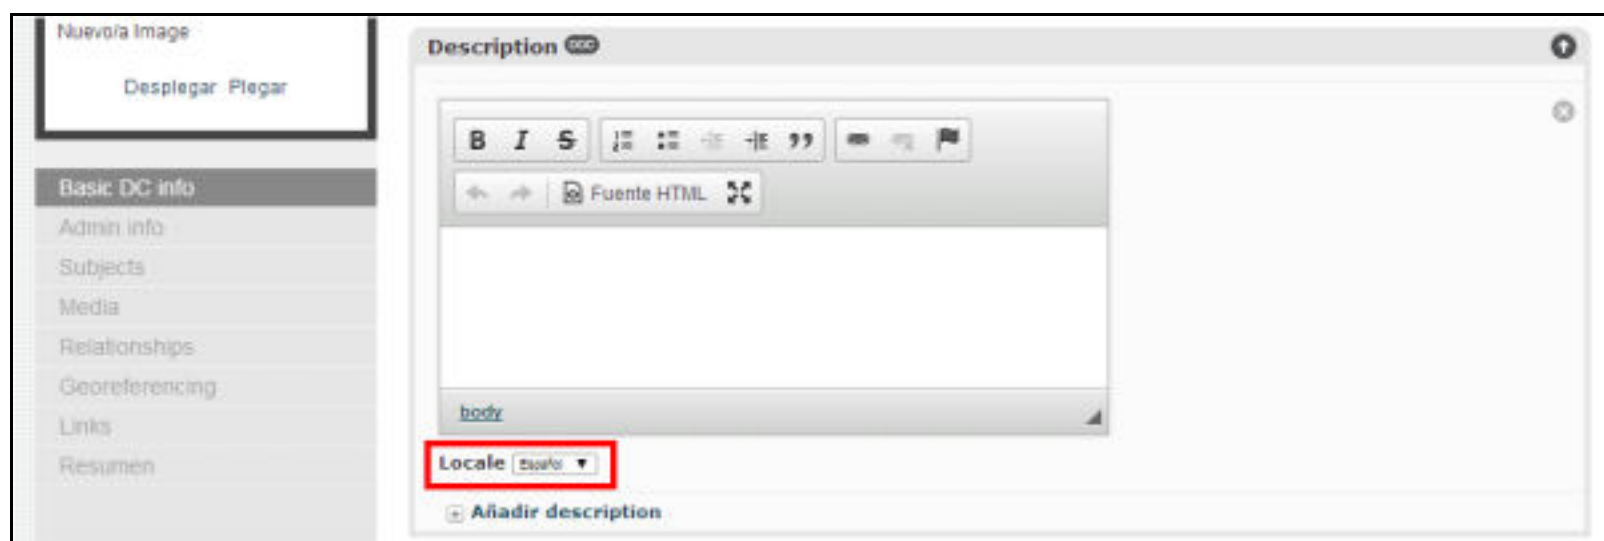 Nuevo/a Image
Desplegar Plegar
Basic DC info
Admin info
Subjects
Media
Relationships
Georeferencing
Links
Resumen
Description
B I S
Fuente HTML
body
Locale Español
Añadir description